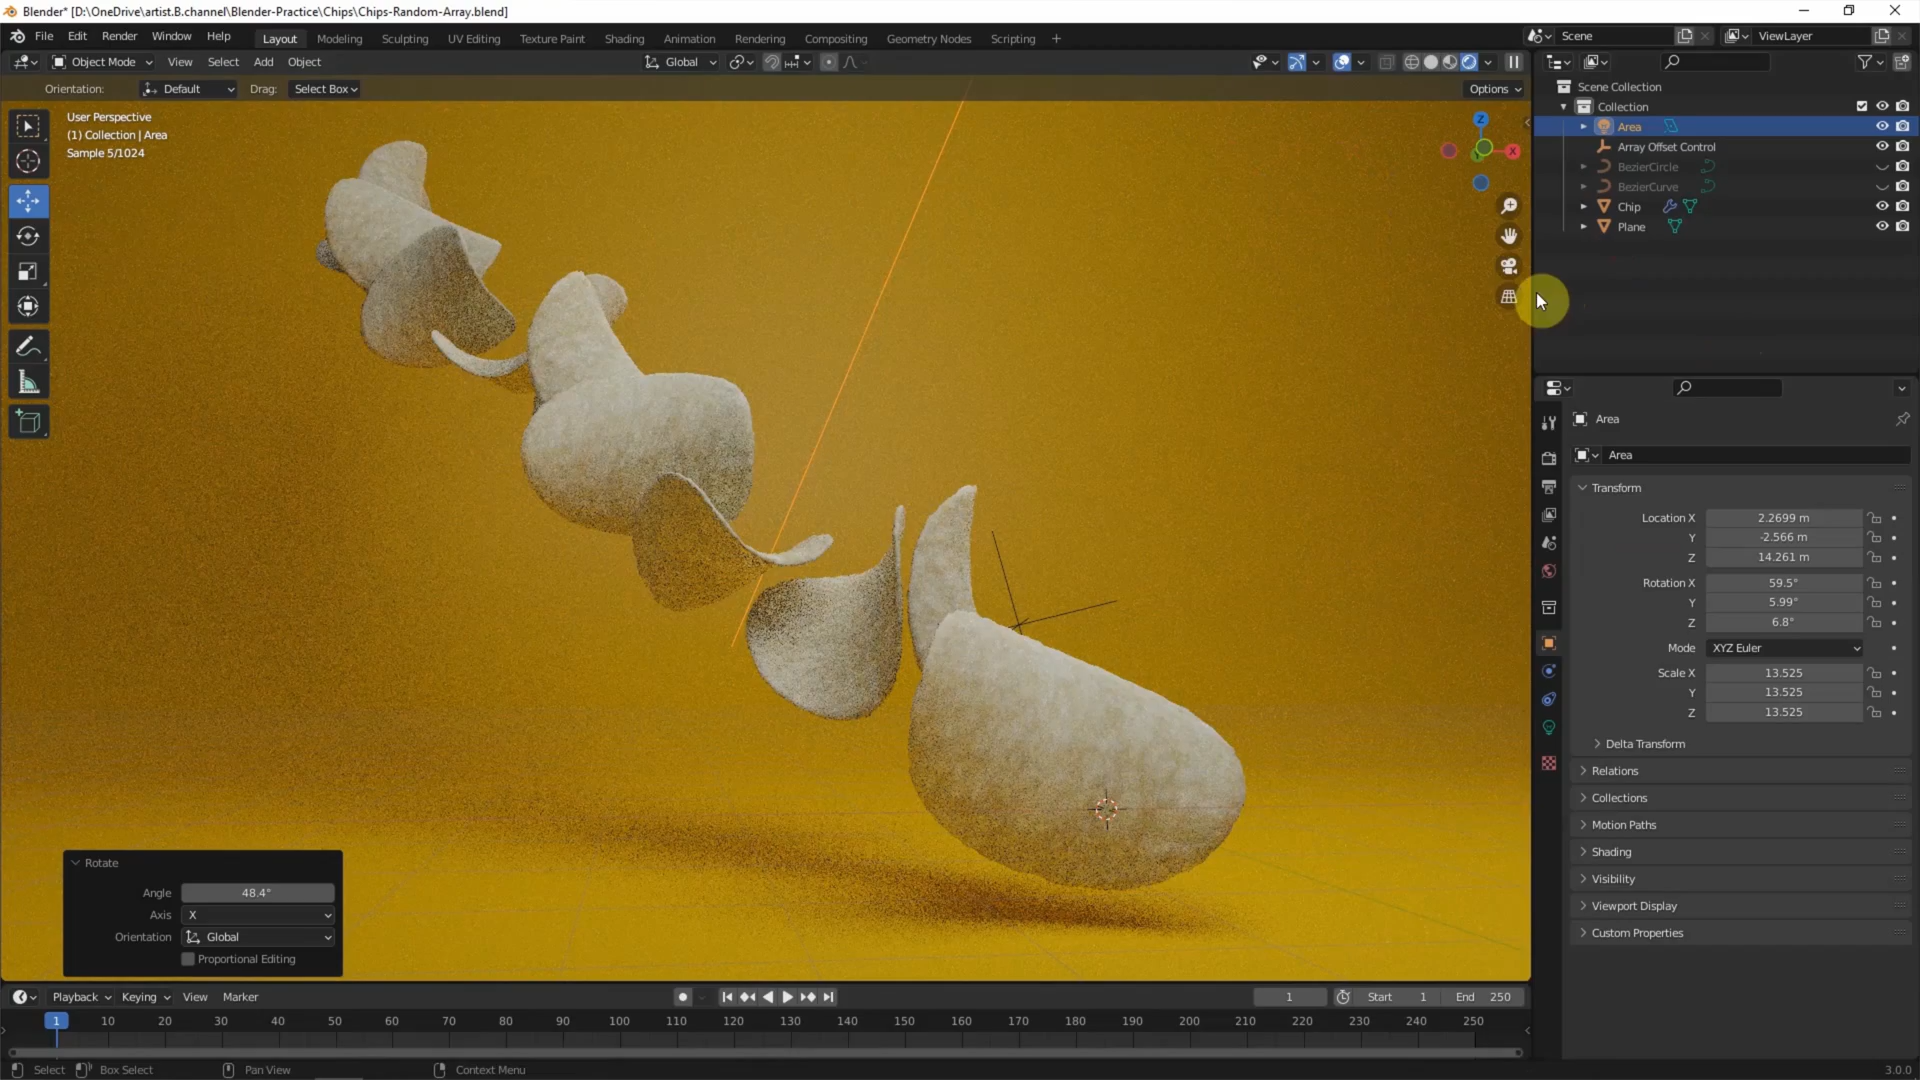 Blender* [D:\OneDrive\artist.B.channel\Blender-Practice\Chips\Chips-Random-Array.blend]
File Edit Render Window Help Layout Modeling Sculpting UV Editing Texture Paint Shading Animation Rendering Compositing Geometry Nodes Scripting + Scene ViewLayer
Object Mode View Select Add Object Global
Orientation: Default Drag: Select Box Options
User Perspective
(1) Collection | Area
Sample 5/1024
Z
X
Scene Collection
Collection
Area
Array Offset Control
BezierCircle
BezierCurve
Chip
Plane
Area
Area
Transform
Location X 2.2699 m
Y -2.566 m
Z 14.261 m
Rotation X 59.5°
Y 5.99°
Z 6.8°
Mode XYZ Euler
Scale X 13.525
Y 13.525
Z 13.525
Delta Transform
Relations
Collections
Motion Paths
Shading
Visibility
Viewport Display
Custom Properties
Rotate
Angle 48.4°
Axis X
Orientation Global
Proportional Editing
Playback Keying View Marker 1 Start 1 End 250
1 10 20 30 40 50 60 70 80 90 100 110 120 130 140 150 160 170 180 190 200 210 220 230 240 250
Select Box Select Pan View Context Menu 3.0.0